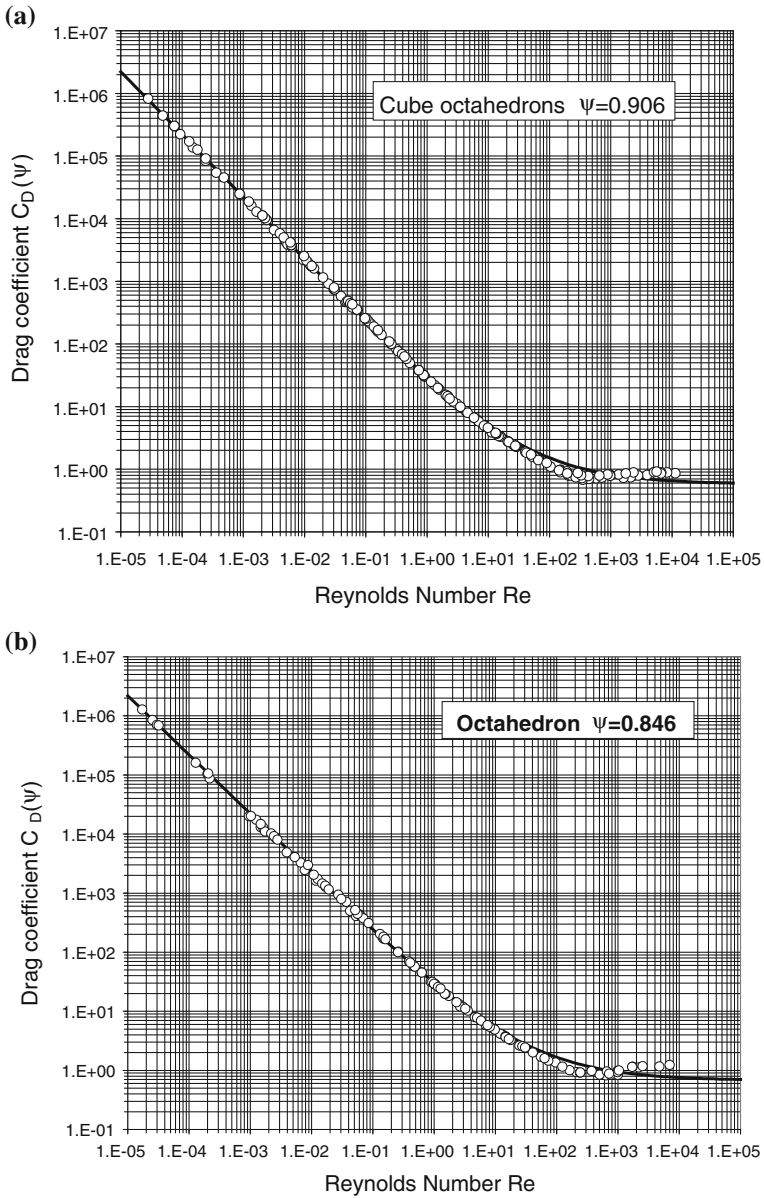 (a)
1.E+07
1.E+06
1.E+05
1.E+04
1.E+03
1.E+02
1.E+01
1.E+00
1.E-01
Drag coefficient C_D(ψ)
Cube octahedrons ψ=0.906
1.E-05 1.E-04 1.E-03 1.E-02 1.E-01 1.E+00 1.E+01 1.E+02 1.E+03 1.E+04 1.E+05
Reynolds Number Re
(b)
1.E+07
1.E+06
1.E+05
1.E+04
1.E+03
1.E+02
1.E+01
1.E+00
1.E-01
Drag coefficient C D(ψ)
Octahedron ψ=0.846
1.E-05 1.E-04 1.E-03 1.E-02 1.E-01 1.E+00 1.E+01 1.E+02 1.E+03 1.E+04 1.E+05
Reynolds Number Re